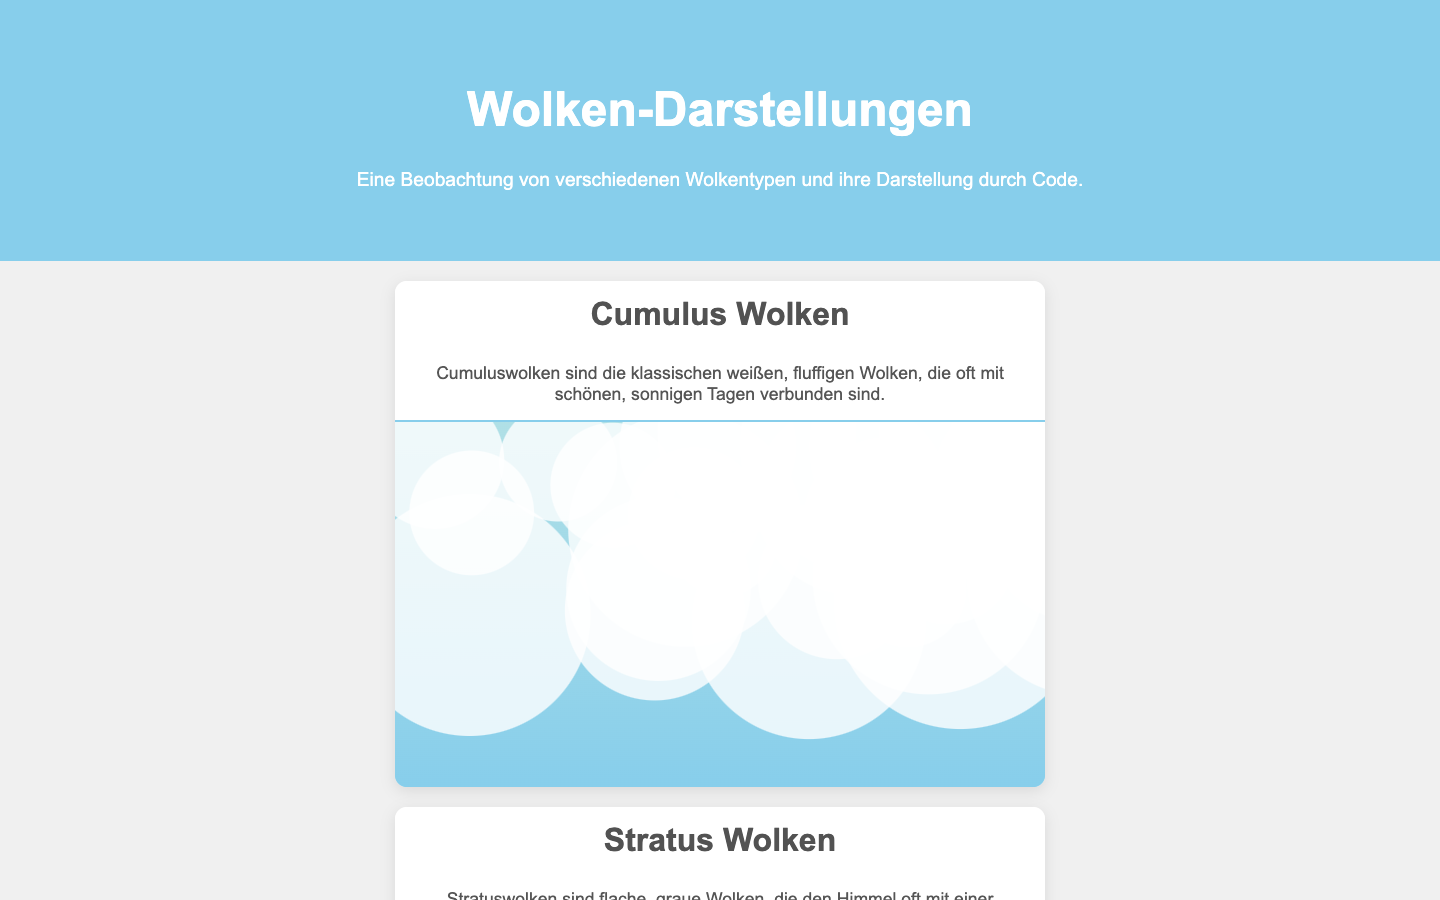 Wolken-Darstellungen
Eine Beobachtung von verschiedenen Wolkentypen und ihre Darstellung durch Code.
Cumulus Wolken
Cumuluswolken sind die klassischen weißen, fluffigen Wolken, die oft mit
schönen, sonnigen Tagen verbunden sind.
Stratus Wolken
Stratuswolken sind flache, graue Wolken, die den Himmel oft mit einer